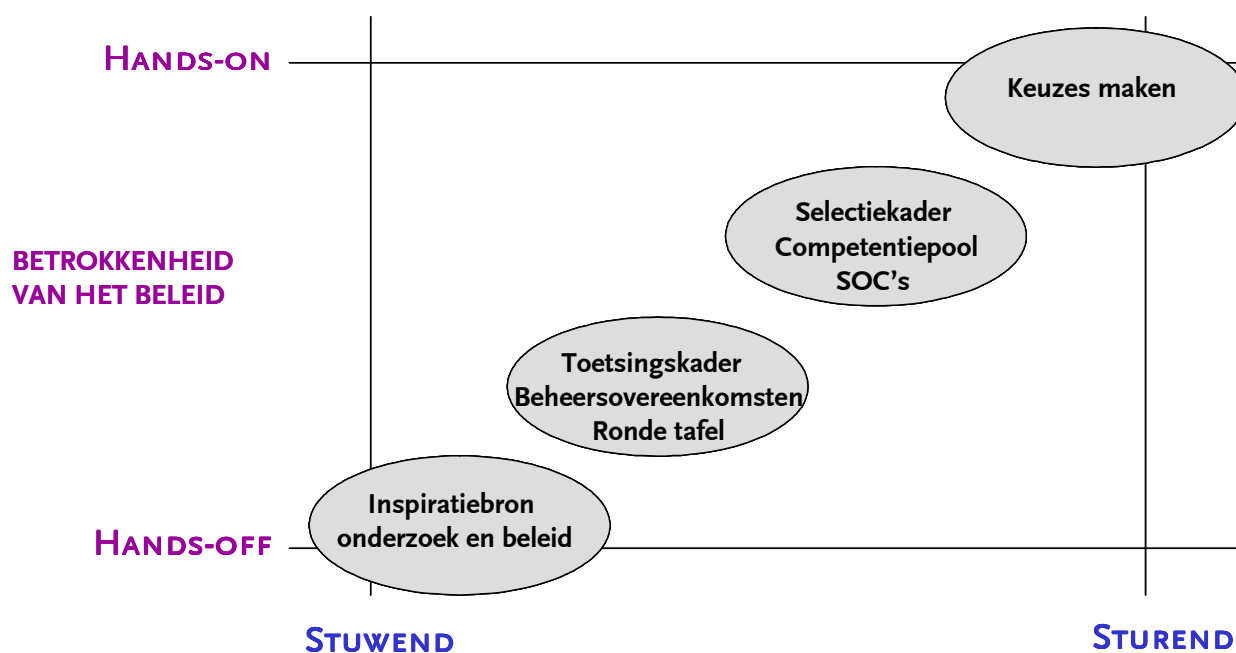 HANDS-ON
Keuzes maken
Selectiekader
Competentiepool
SOC's
BETROKKENHEID
VAN HET BELEID
Toetsingskader
Beheersovereenkomsten
Ronde tafel
Inspiratiebron
onderzoek en beleid
HANDS-OFF
STUWEND
STUREND